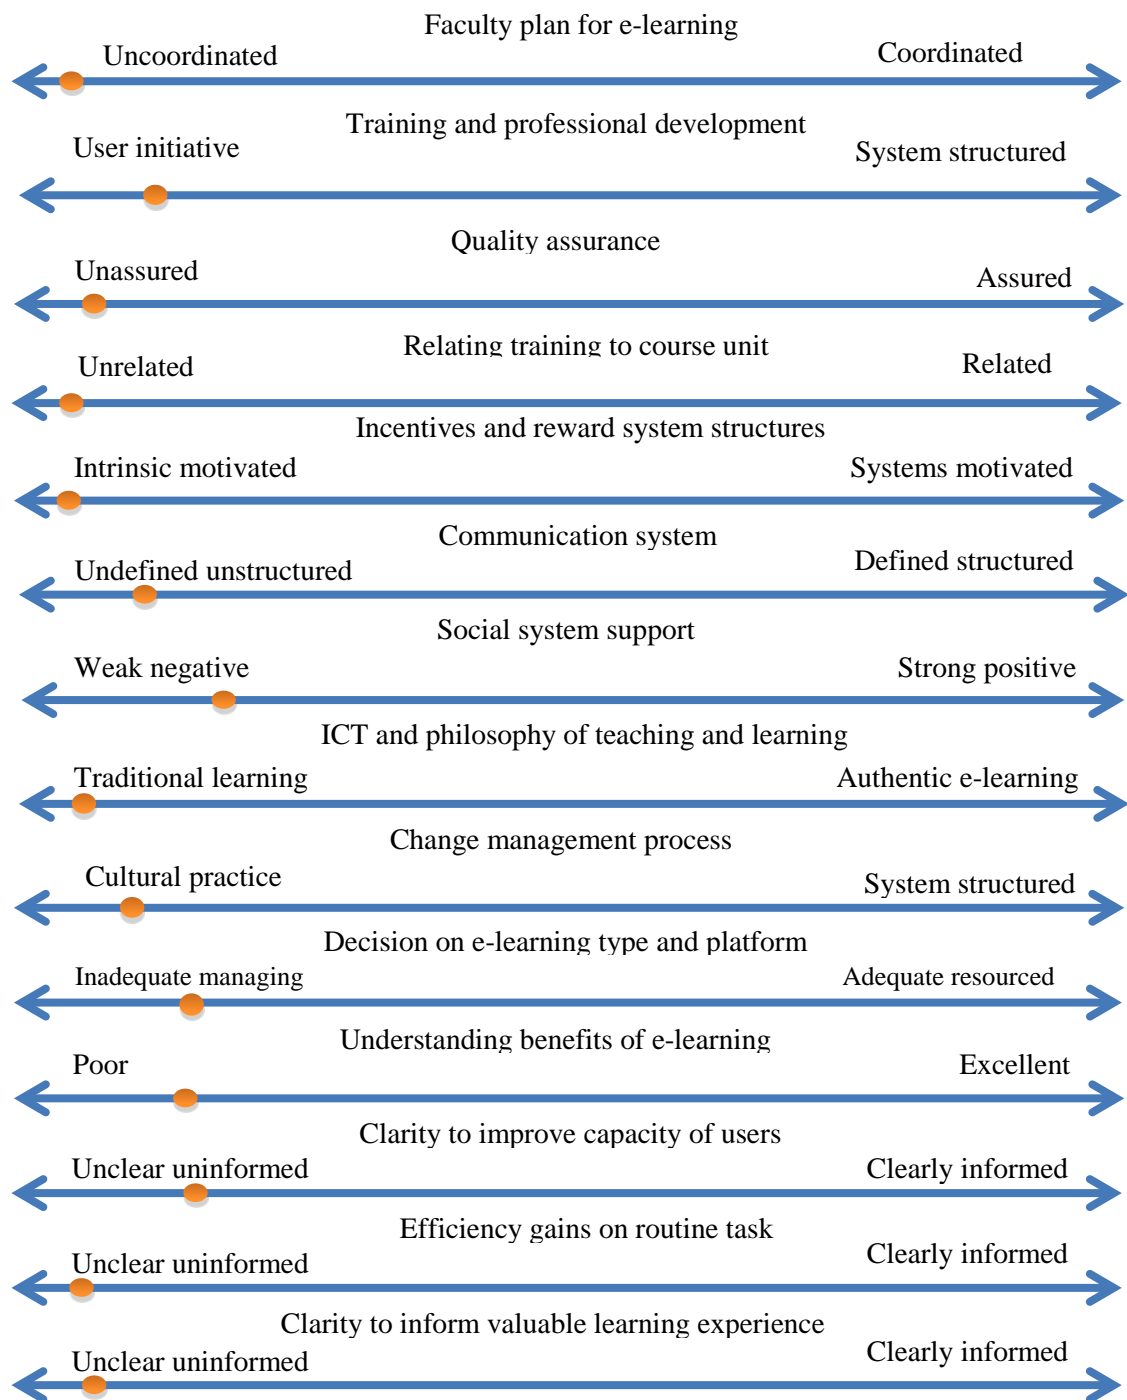 Faculty plan for e-learning
Uncoordinated Coordinated
Training and professional development
User initiative System structured
Quality assurance
Unassured Assured
Relating training to course unit
Unrelated Related
Incentives and reward system structures
Intrinsic motivated Systems motivated
Communication system
Undefined unstructured Defined structured
Social system support
Weak negative Strong positive
ICT and philosophy of teaching and learning
Traditional learning Authentic e-learning
Change management process
Cultural practice System structured
Decision on e-learning type and platform
Inadequate managing Adequate resourced
Understanding benefits of e-learning
Poor Excellent
Clarity to improve capacity of users
Unclear uninformed Clearly informed
Efficiency gains on routine task
Unclear uninformed Clearly informed
Clarity to inform valuable learning experience
Unclear uninformed Clearly informed